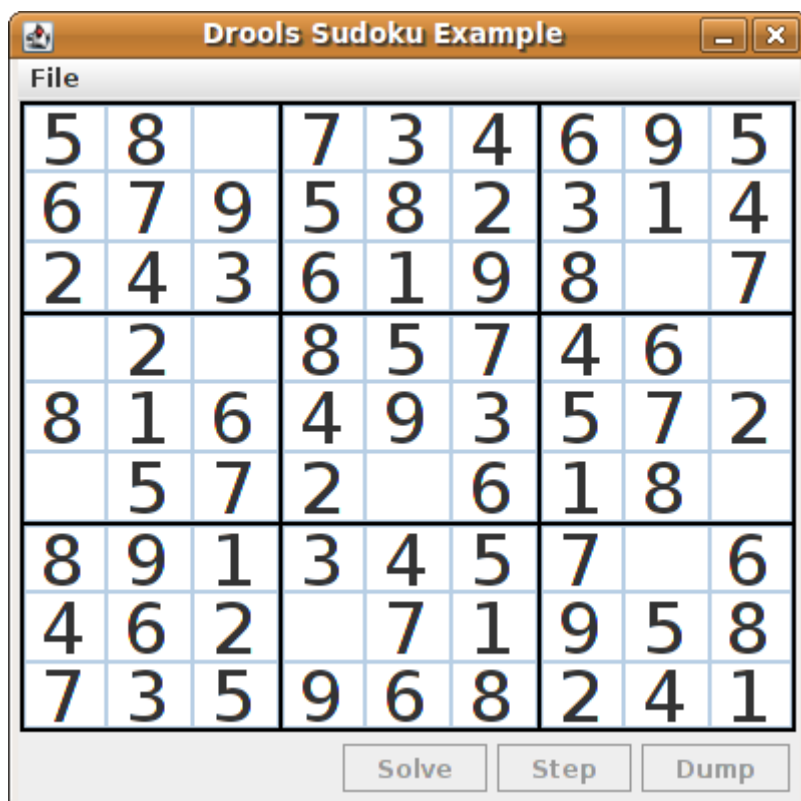 Drools Sudoku Example
File
5 8 7 3 4 6 9 5
6 7 9 5 8 2 3 1 4
2 4 3 6 1 9 8 7
2 8 5 7 4 6
8 1 6 4 9 3 5 7 2
5 7 2 6 1 8
8 9 1 3 4 5 7 6
4 6 2 7 1 9 5 8
7 3 5 9 6 8 2 4 1
Solve Step Dump